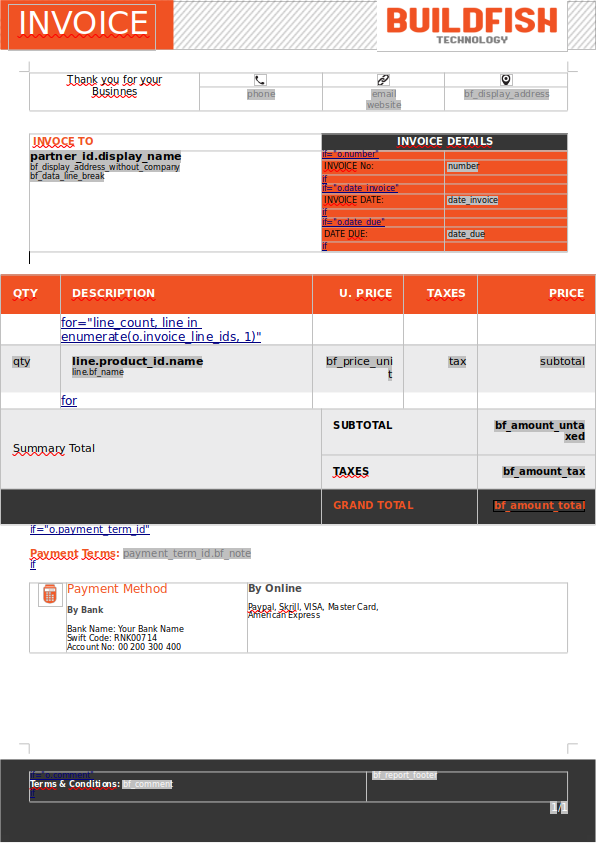 INVOICE
BUILDFISH
TECHNOLOGY
Thank you for your
Businnes
phone
email
website
bf_display_address
INVOCE TO
partner_id.display_name
bf_display_address_without_company
bf_data_line_break
INVOICE DETAILS
if="o.number"
INVOICE No: number
if
if="o.date_invoice"
INVOICE DATE: date_invoice
if
if="o.date_due"
DATE DUE: date_due
if
QTY DESCRIPTION U. PRICE TAXES PRICE
for="line_count, line in
enumerate(o.invoice_line_ids, 1)"
qty line.product_id.name bf_price_uni tax subtotal
line.bf_name t
for
Summary Total
SUBTOTAL bf_amount_unta
xed
TAXES bf_amount_tax
GRAND TOTAL bf_amount_total
if="o.payment_term_id"
Payment Terms: payment_term_id.bf_note
if
Payment Method
By Bank
Bank Name: Your Bank Name
Swift Code: RNK00714
Account No: 00 200 300 400
By Online
Paypal, Skrill, VISA, Master Card,
American Express
if="o.comment"
Terms & Conditions: bf_comment
if
bf_report_footer
1/1